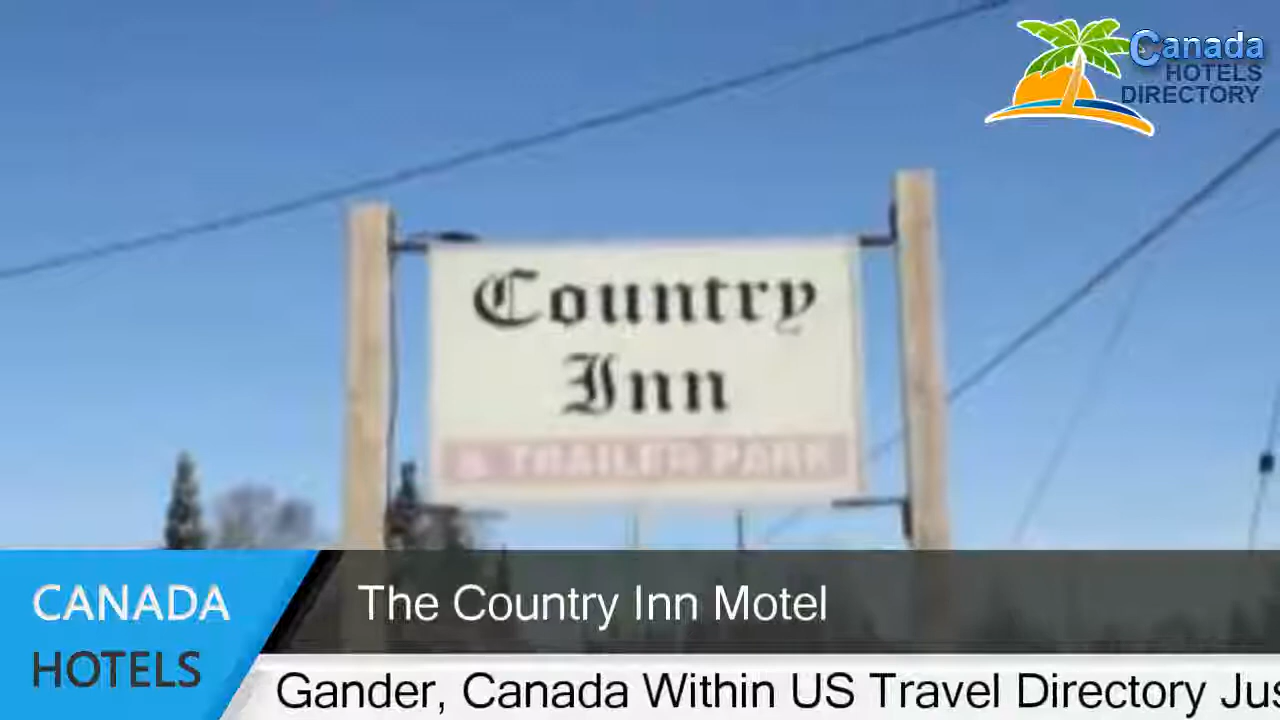 Canada
HOTELS
DIRECTORY
Country
Inn
& TRAILER PARK
CANADA
HOTELS
The Country Inn Motel
Gander, Canada Within US Travel Directory Jus